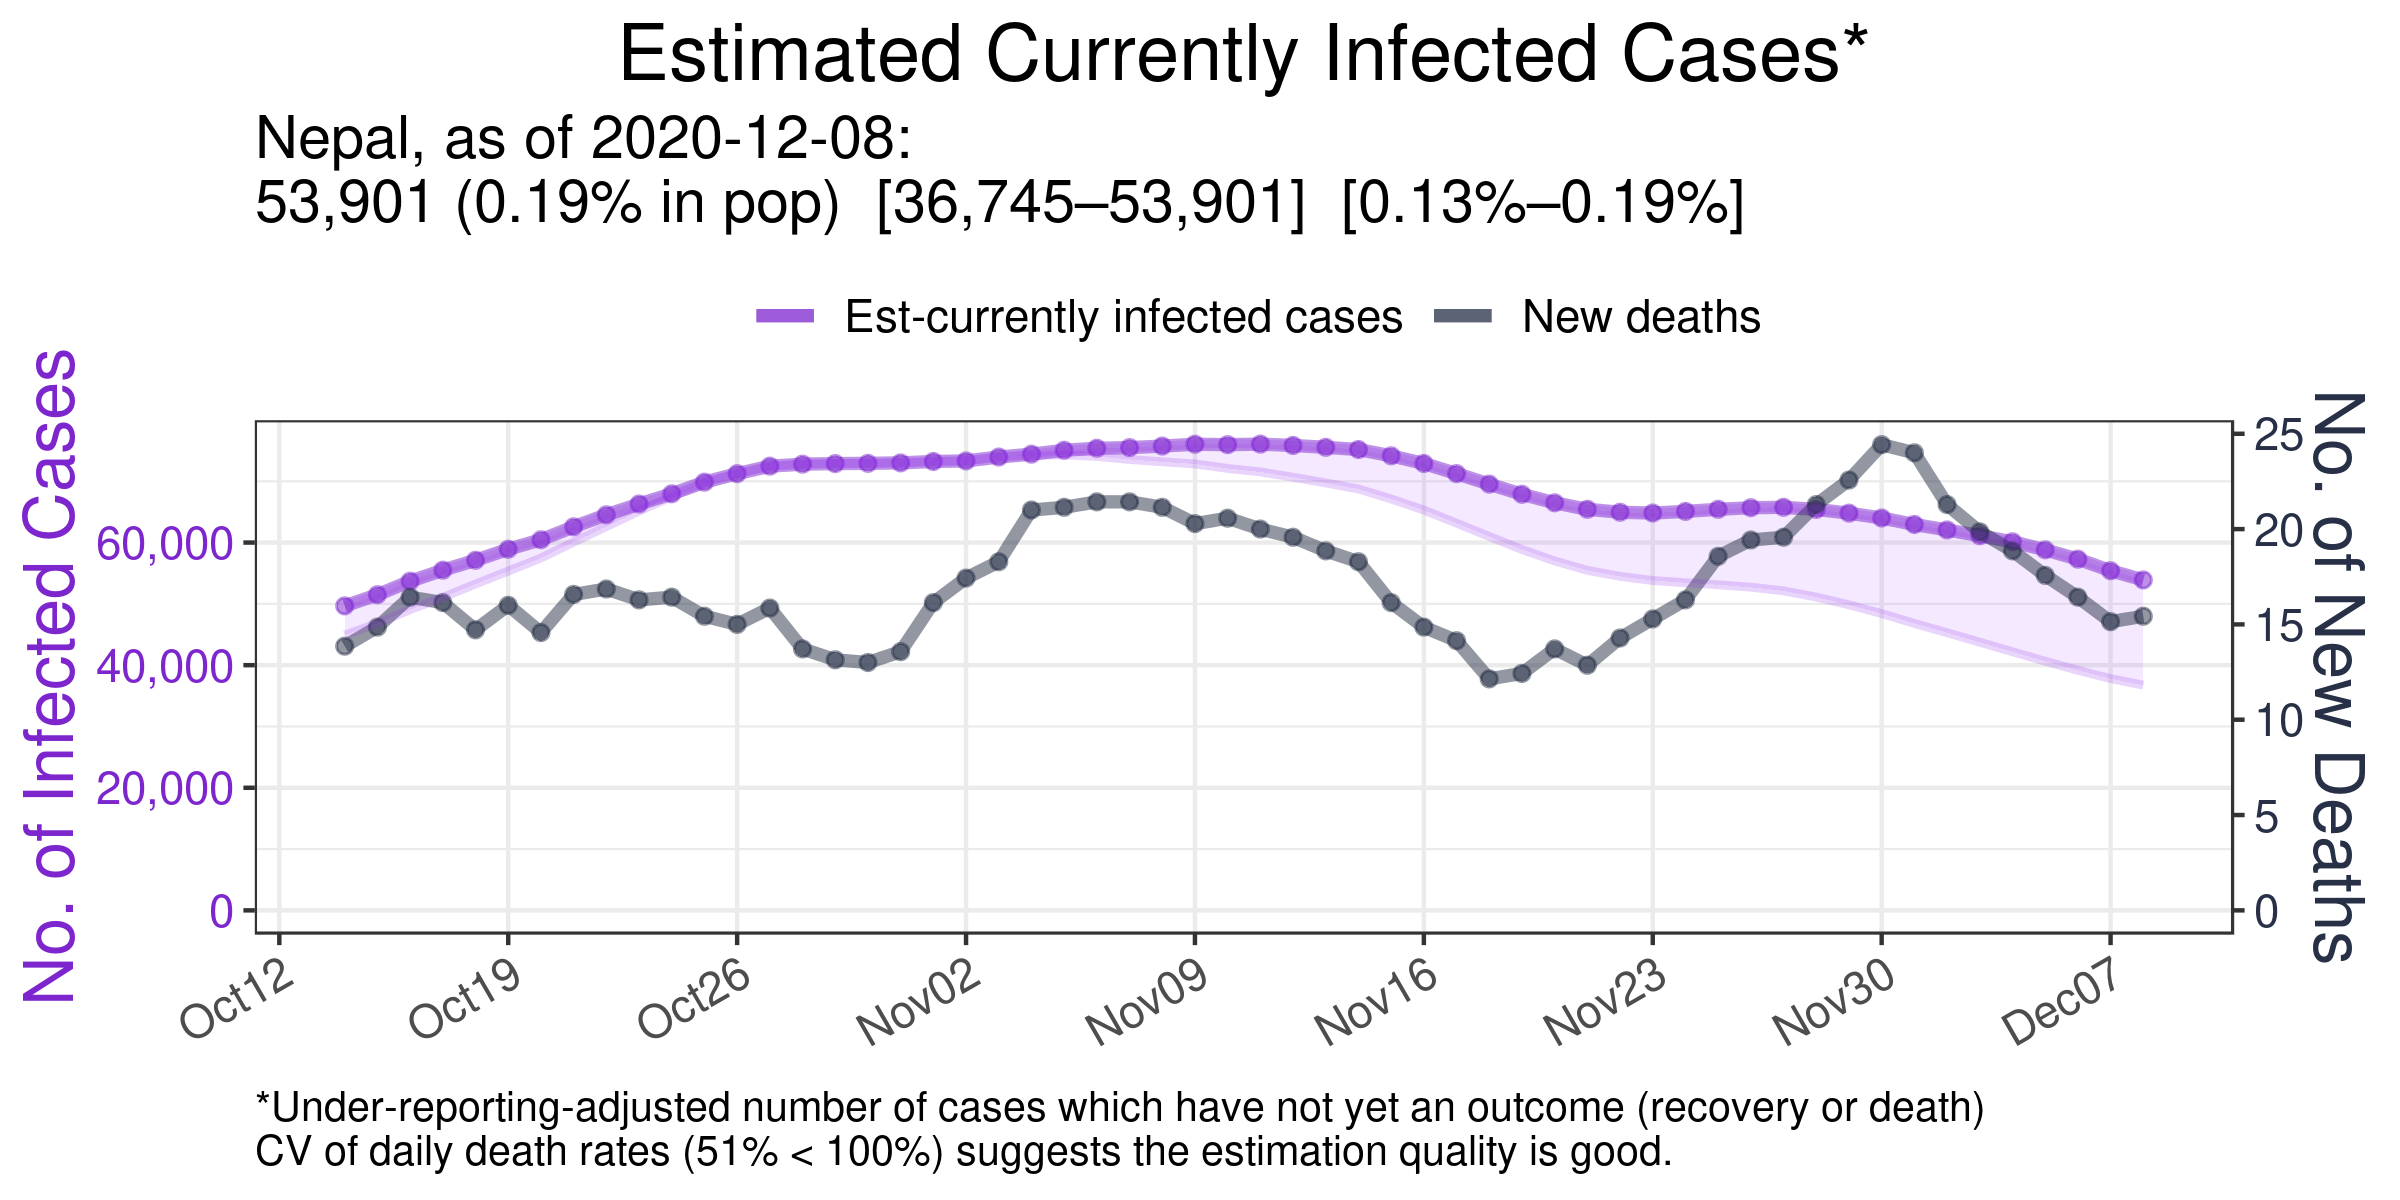 Estimated Currently Infected Cases*
Nepal, as of 2020-12-08:
53,901 (0.19% in pop)  [36,745–53,901]  [0.13%–0.19%]
Est-currently infected cases
New deaths
No. of Infected Cases
60,000
40,000
20,000
0
25
20
15
10
5
0
No. of New Deaths
Oct12
Oct19
Oct26
Nov02
Nov09
Nov16
Nov23
Nov30
Dec07
*Under-reporting-adjusted number of cases which have not yet an outcome (recovery or death)
CV of daily death rates (51% < 100%) suggests the estimation quality is good.